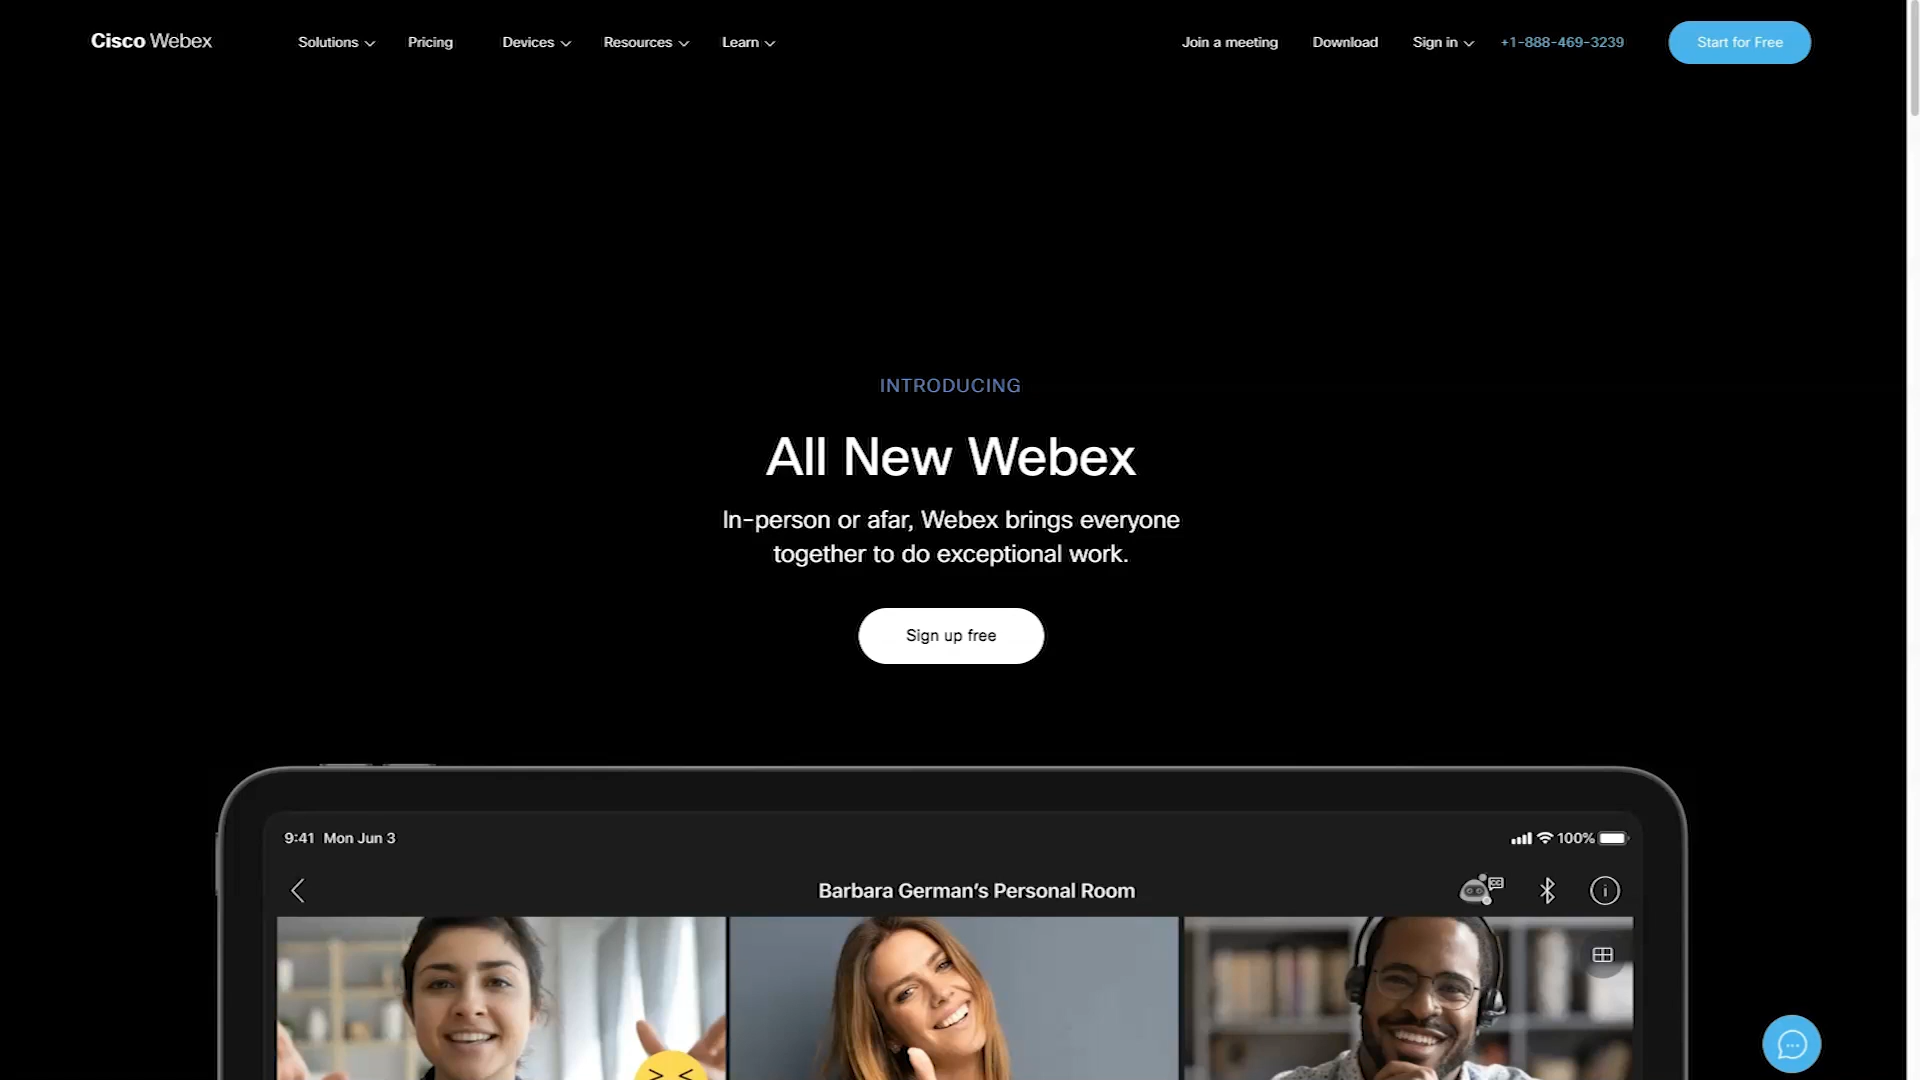 Cisco Webex
Solutions
Pricing
Devices
Resources
Learn
Join a meeting
Download
Sign in
+1-888-469-3239
Start for Free
INTRODUCING
All New Webex
In-person or afar, Webex brings everyone
together to do exceptional work.
Sign up free
9:41 Mon Jun 3
100%
Barbara German's Personal Room
CC